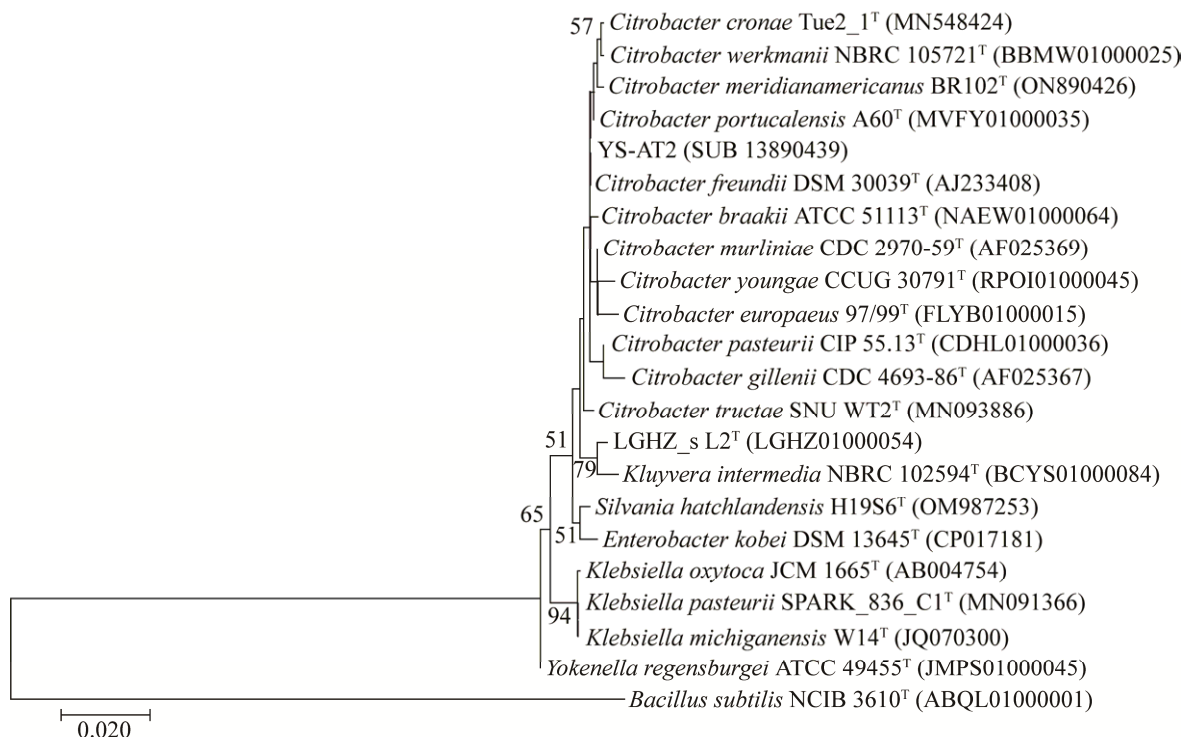 57
Citrobacter cronae Tue2_1ᵀ (MN548424)
Citrobacter werkmanii NBRC 105721ᵀ (BBMW01000025)
Citrobacter meridianamericanus BR102ᵀ (ON890426)
Citrobacter portucalensis A60ᵀ (MVFY01000035)
YS-AT2 (SUB 13890439)
Citrobacter freundii DSM 30039ᵀ (AJ233408)
Citrobacter braakii ATCC 51113ᵀ (NAEW01000064)
Citrobacter murliniae CDC 2970-59ᵀ (AF025369)
Citrobacter youngae CCUG 30791ᵀ (RPOI01000045)
Citrobacter europaeus 97/99ᵀ (FLYB01000015)
Citrobacter pasteurii CIP 55.13ᵀ (CDHL01000036)
Citrobacter gillenii CDC 4693-86ᵀ (AF025367)
Citrobacter tructae SNU WT2ᵀ (MN093886)
51
LGHZ_s L2ᵀ (LGHZ01000054)
79
Kluyvera intermedia NBRC 102594ᵀ (BCYS01000084)
Silvania hatchlandensis H19S6ᵀ (OM987253)
65
51
Enterobacter kobei DSM 13645ᵀ (CP017181)
Klebsiella oxytoca JCM 1665ᵀ (AB004754)
Klebsiella pasteurii SPARK_836_C1ᵀ (MN091366)
94
Klebsiella michiganensis W14ᵀ (JQ070300)
Yokenella regensburgei ATCC 49455ᵀ (JMPS01000045)
Bacillus subtilis NCIB 3610ᵀ (ABQL01000001)
0.020